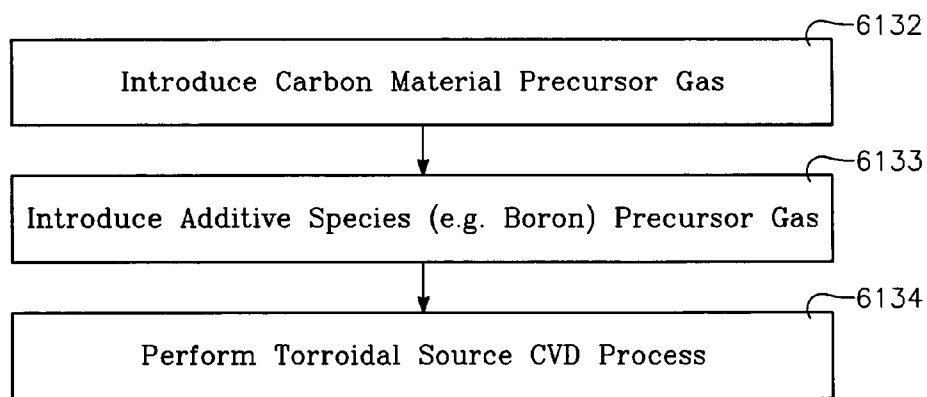 6132
Introduce Carbon Material Precursor Gas
6133
Introduce Additive Species (e.g. Boron) Precursor Gas
6134
Perform Torroidal Source CVD Process